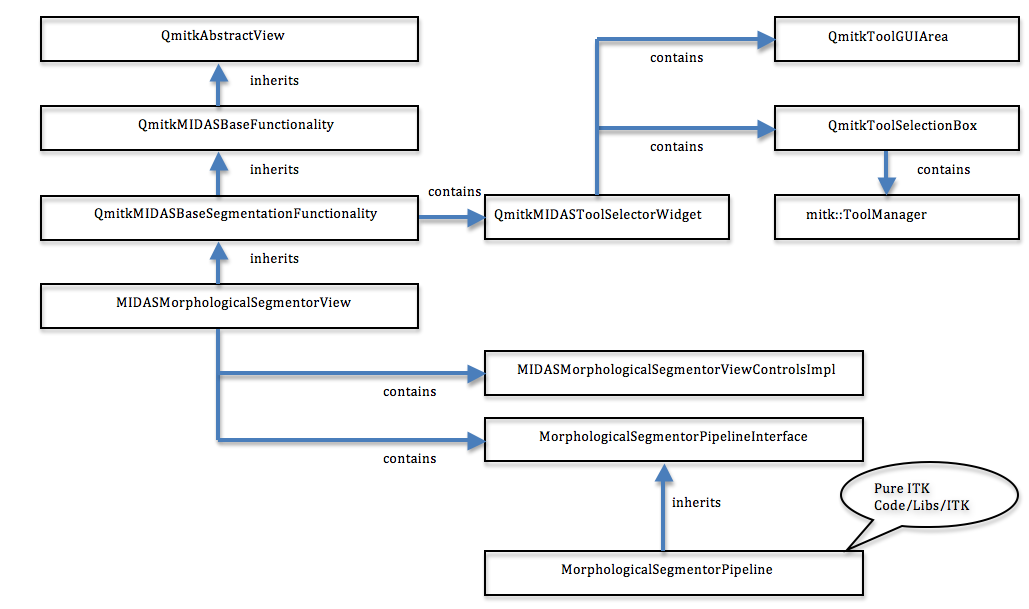 QmitkAbstractView
QmitkToolGUIArea
inherits
contains
QmitkMIDASBaseFunctionality
QmitkToolSelectionBox
inherits
contains
contains
contains
QmitkMIDASBaseSegmentationFunctionality
QmitkMIDASToolSelectorWidget
mitk::ToolManager
inherits
MIDASMorphologicalSegmentorView
MIDASMorphologicalSegmentorViewControlsImpl
contains
MorphologicalSegmentorPipelineInterface
contains
Pure ITK
Code/Libs/ITK
inherits
MorphologicalSegmentorPipeline